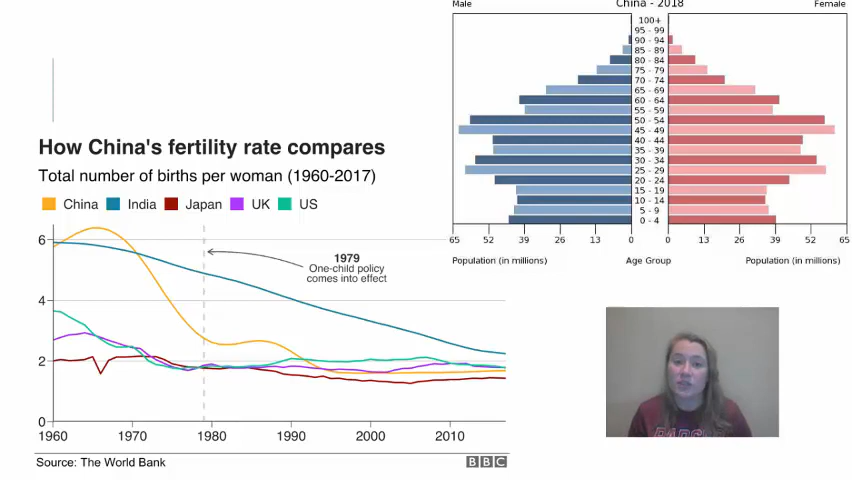 How China's fertility rate compares
Total number of births per woman (1960-2017)
China India Japan UK US
6
4
2
0
1979
One-child policy
comes into effect
1960 1970 1980 1990 2000 2010
Source: The World Bank
BBC
Male China - 2018 Female
100+
95 - 99
90 - 94
85 - 89
80 - 84
75 - 79
70 - 74
65 - 69
60 - 64
55 - 59
50 - 54
45 - 49
40 - 44
35 - 39
30 - 34
25 - 29
20 - 24
15 - 19
10 - 14
5 - 9
0 - 4
65 52 39 26 13 0 0 13 26 39 52 65
Population (in millions) Age Group Population (in millions)